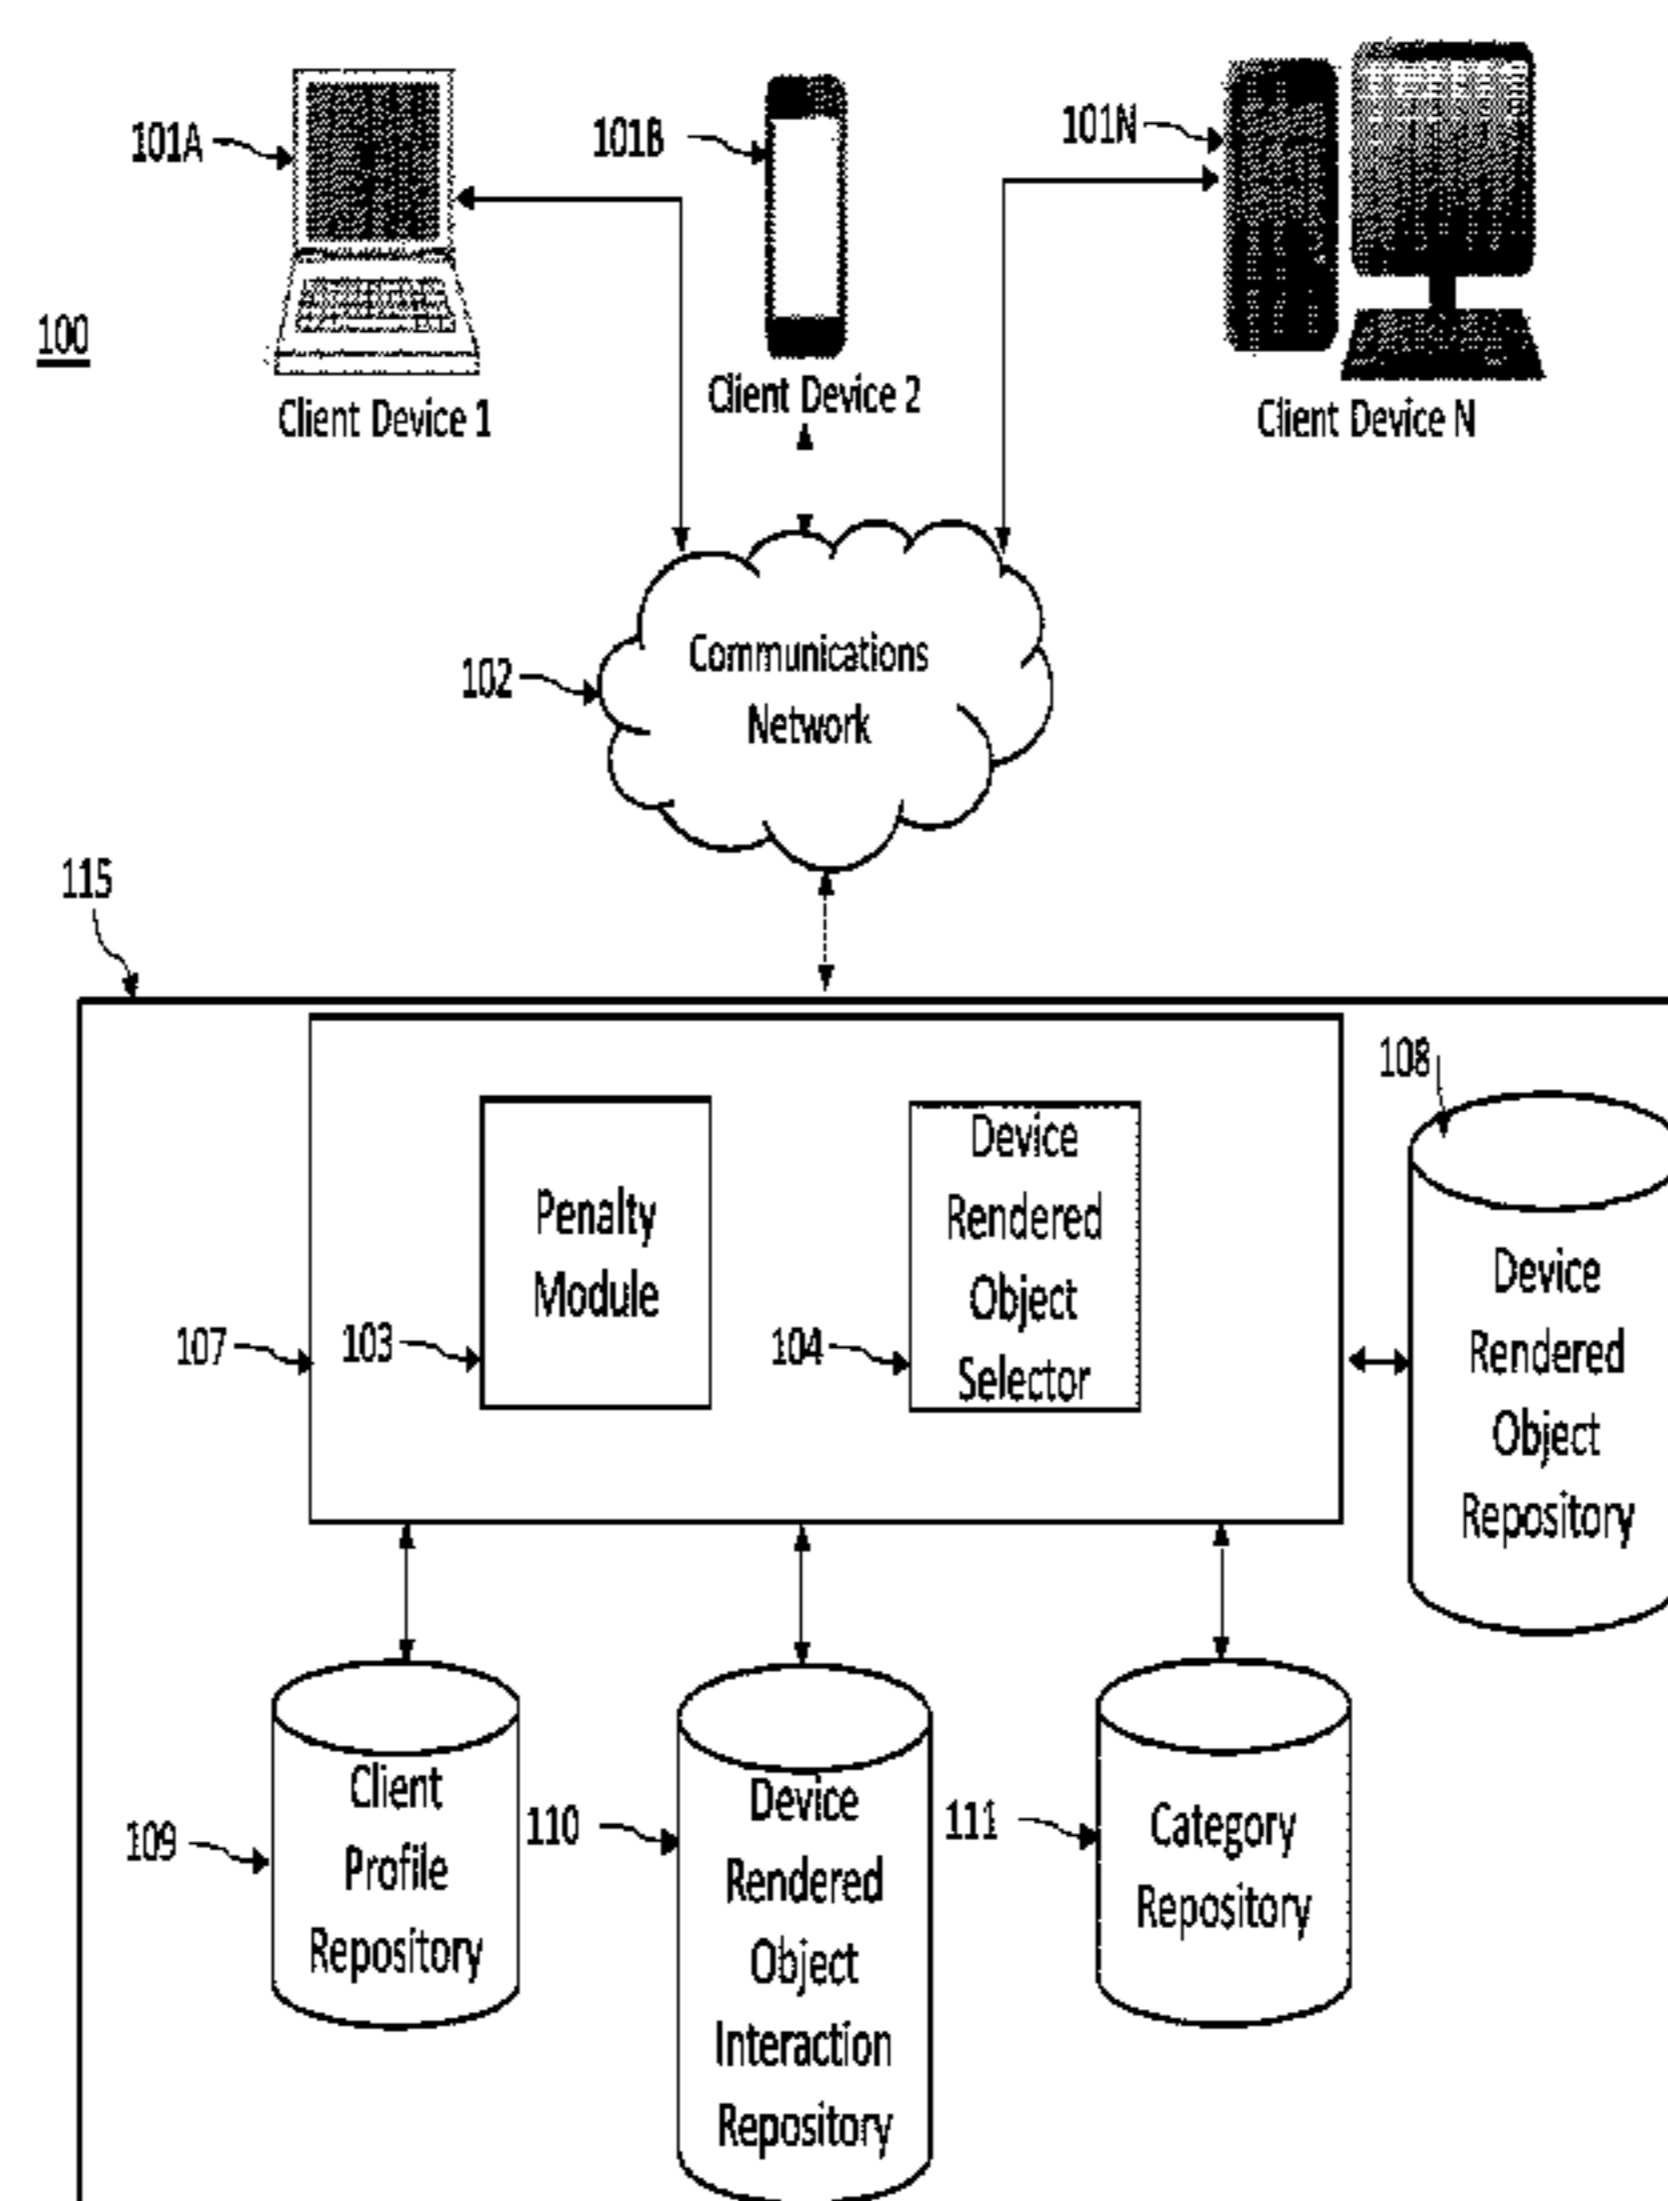 101A
101B
101N
100
Client Device 1
Client Device 2
Client Device N
102
Communications
Network
115
108
Penalty
Module
Device
Rendered
Object
Selector
107
103
104
Device
Rendered
Object
Repository
109
Client
Profile
Repository
110
Device
Rendered
Object
Interaction
Repository
111
Category
Repository